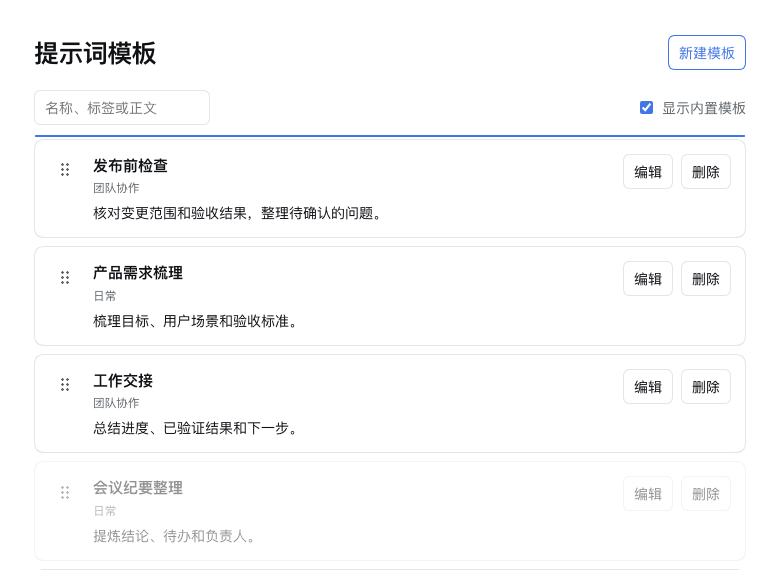 提示词模板
新建模板
名称、标签或正文
显示内置模板
发布前检查
编辑
删除
团队协作
核对变更范围和验收结果，整理待确认的问题。
产品需求梳理
编辑
删除
日常
梳理目标、用户场景和验收标准。
工作交接
编辑
删除
团队协作
总结进度、已验证结果和下一步。
会议纪要整理
编辑
删除
日常
提炼结论、待办和负责人。